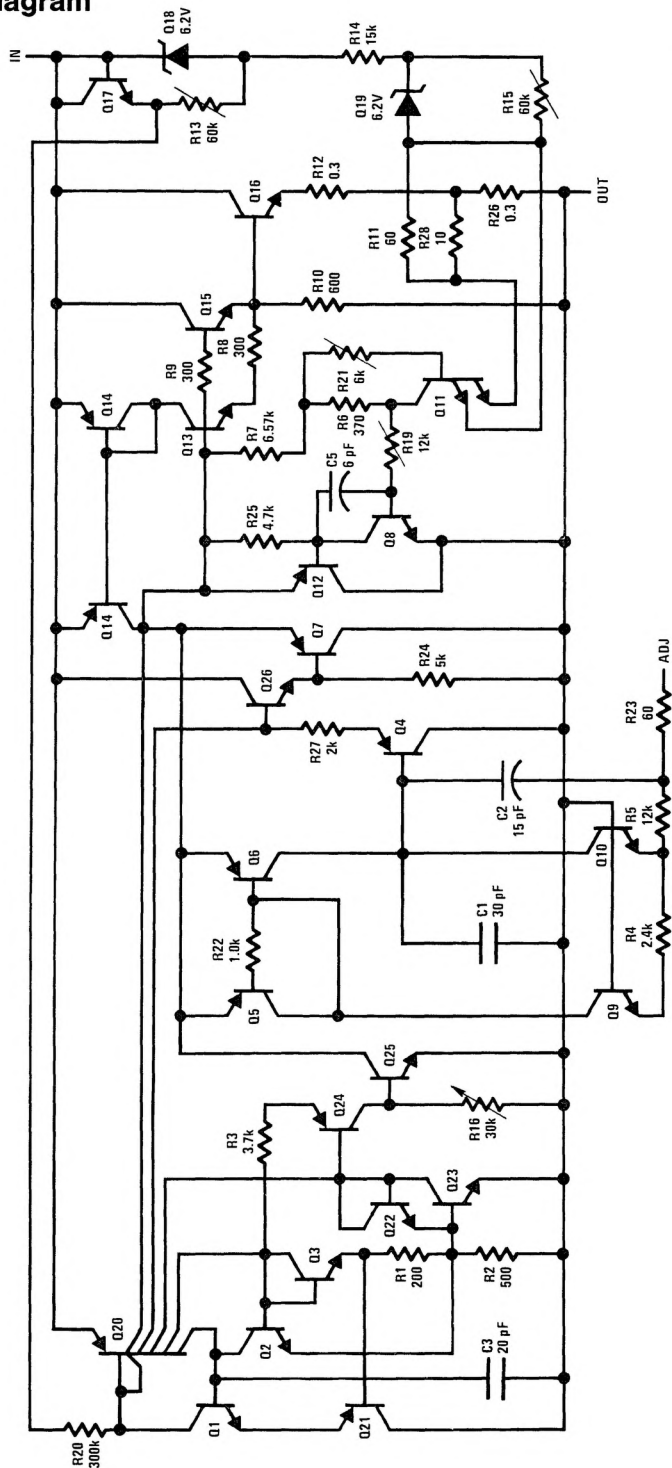 diagram
IN
Q18
6.2V
Q17
R13
60k
R14
15k
Q19
6.2V
R15
60k
Q16
R12
0.3
R11
60
R28
10
R26
0.3
OUT
Q15
R9
300
R8
300
R10
600
Q14
Q13
R7
6.57k
R21
6k
R6
370
Q11
R19
12k
C5
6 pF
R25
4.7k
Q8
Q12
Q14
Q7
Q26
R24
5k
R27
2k
Q4
C2
15 pF
ADJ
R23
60
R5
12k
Q10
Q6
C1
30 pF
R4
2.4k
R22
1.0k
Q5
Q9
Q25
Q24
R16
30k
R3
3.7k
Q23
Q22
Q3
R1
200
R2
500
Q20
Q2
C3
20 pF
R20
300k
Q1
Q21